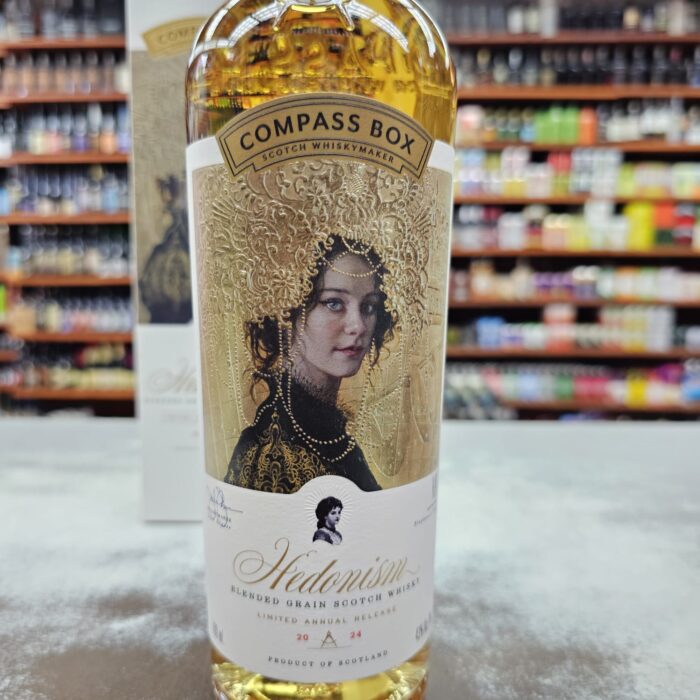 COMPASS BOX
SCOTCH WHISKYMAKER
Hedonism
BLENDED GRAIN SCOTCH WHISKY
LIMITED ANNUAL RELEASE
20 A 24
PRODUCT OF SCOTLAND